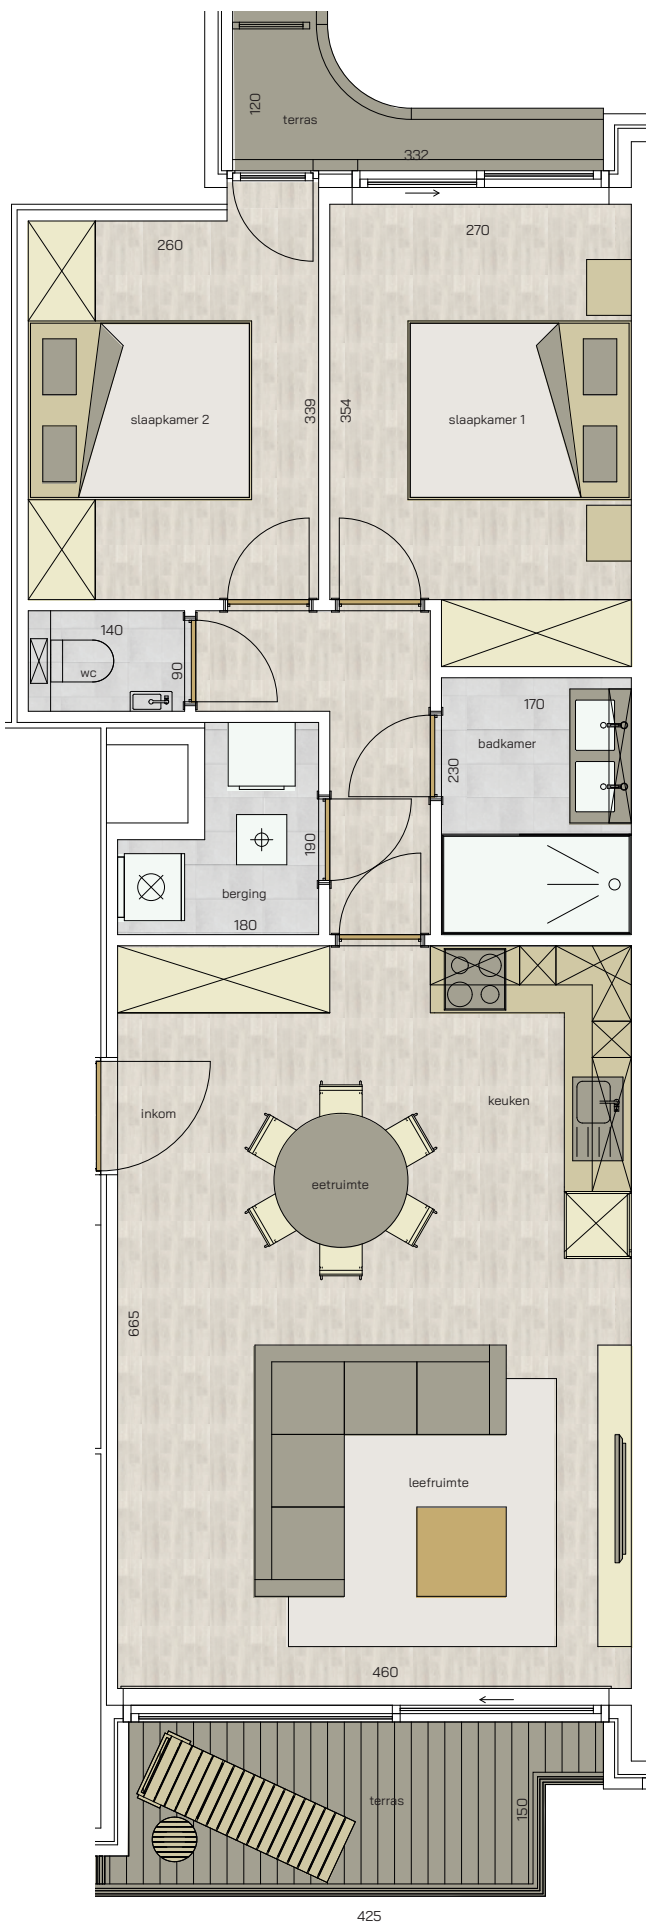 120
terras
332
260
270
339
354
slaapkamer 2
slaapkamer 1
140
wc
90
170
badkamer
230
190
berging
180
keuken
inkom
eetruimte
665
leefruimte
460
terras
150
425